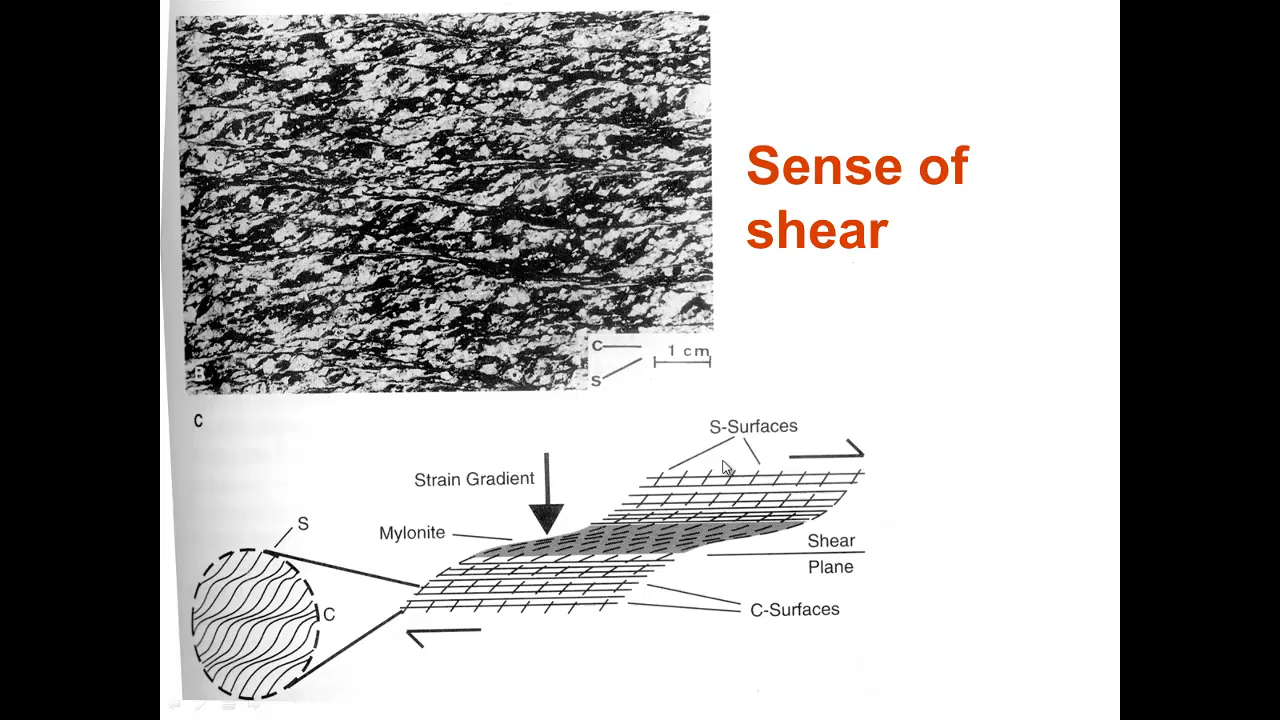 Sense of
shear
B
C
1 cm
S
C
S-Surfaces
Strain Gradient
S
Mylonite
Shear
Plane
C
C-Surfaces